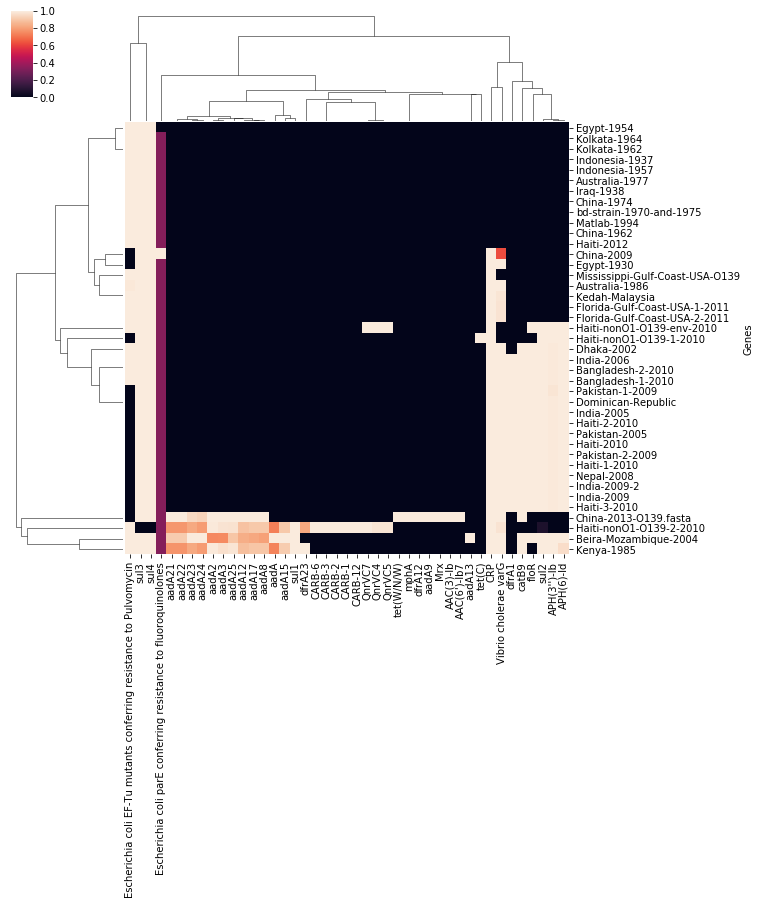 1.0
0.8
0.6
0.4
0.2
0.0
Egypt-1954
Kolkata-1964
Kolkata-1962
Indonesia-1937
Indonesia-1957
Australia-1977
Iraq-1938
China-1974
bd-strain-1970-and-1975
Matlab-1994
China-1962
Haiti-2012
China-2009
Egypt-1930
Mississippi-Gulf-Coast-USA-O139
Australia-1986
Kedah-Malaysia
Florida-Gulf-Coast-USA-1-2011
Florida-Gulf-Coast-USA-2-2011
Haiti-nonO1-O139-env-2010
Haiti-nonO1-O139-1-2010
Dhaka-2002
India-2006
Bangladesh-2-2010
Bangladesh-1-2010
Pakistan-1-2009
Dominican-Republic
India-2005
Haiti-2-2010
Pakistan-2005
Haiti-2010
Pakistan-2-2009
Haiti-1-2010
Nepal-2008
India-2009-2
India-2009
Haiti-3-2010
China-2013-O139.fasta
Haiti-nonO1-O139-2-2010
Beira-Mozambique-2004
Kenya-1985
Genes
Escherichia coli EF-Tu mutants conferring resistance to Pulvomycin
sul3
sul4
Escherichia coli parE conferring resistance to fluoroquinolones
aadA21
aadA22
aadA23
aadA24
aadA2
aadA3
aadA25
aadA12
aadA17
aadA8
aadA
aadA15
sul1
dfrA23
CARB-6
CARB-3
CARB-2
CARB-1
CARB-12
QnrVC1
QnrVC4
QnrVC5
tet(W/N/W)
mphA
dfrA12
aadA9
Mrx
AAC(3)-IIb
AAC(6')-Ib7
aadA13
tet(C)
CRP
Vibrio cholerae varG
dfrA1
catB9
floR
sul2
APH(3'')-Ib
APH(6)-Id